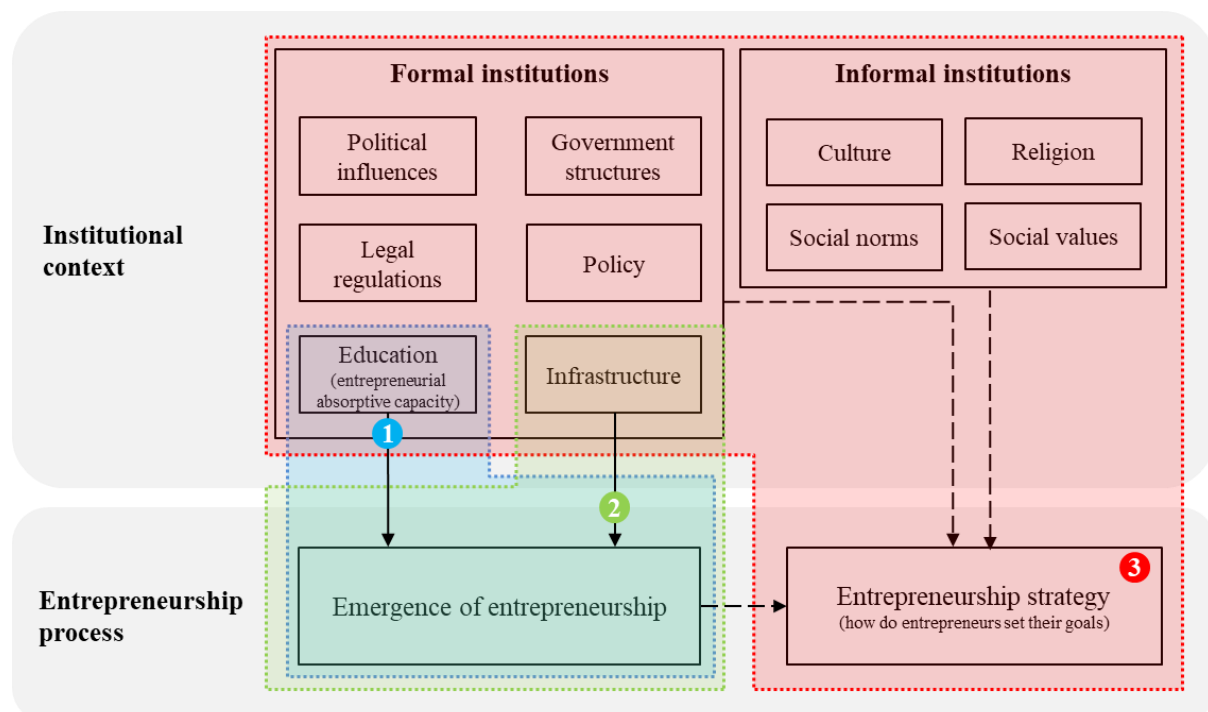 Formal institutions
Political
influences
Government
structures
Legal
regulations
Policy
Education
(entrepreneurial
absorptive capacity)
Infrastructure
Informal institutions
Culture
Religion
Social norms
Social values
Institutional
context
1
2
Entrepreneurship
process
Emergence of entrepreneurship
3
Entrepreneurship strategy
(how do entrepreneurs set their goals)